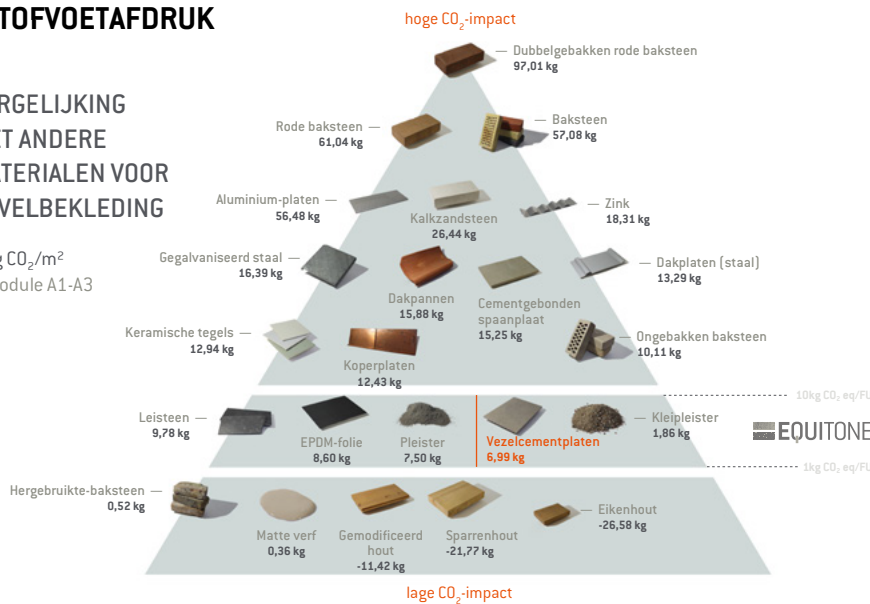 TOFVOETAFDRUK
RGELIJKING
ET ANDERE
ATERIALEN VOOR
VELBEKLEDING
g CO₂/m²
odule A1-A3
hoge CO₂-impact
Dubbelgebakken rode baksteen
97,01 kg
Rode baksteen
61,04 kg
Baksteen
57,08 kg
Aluminium-platen
56,48 kg
Kalkzandsteen
26,44 kg
Zink
18,31 kg
Gegalvaniseerd staal
16,39 kg
Dakpannen
15,88 kg
Cementgebonden
spaanplaat
15,25 kg
Dakplaten (staal)
13,29 kg
Keramische tegels
12,94 kg
Koperplaten
12,43 kg
Ongebakken baksteen
10,11 kg
10kg CO₂ eq/FU
Leisteen
9,78 kg
EPDM-folie
8,60 kg
Pleister
7,50 kg
Vezelcementplaten
6,99 kg
Kleipleister
1,86 kg
EQUITONE
1kg CO₂ eq/FU
Hergebruikte-baksteen
0,52 kg
Matte verf
0,36 kg
Gemodificeerd
hout
-11,42 kg
Sparrenhout
-21,77 kg
Eikenhout
-26,58 kg
lage CO₂-impact